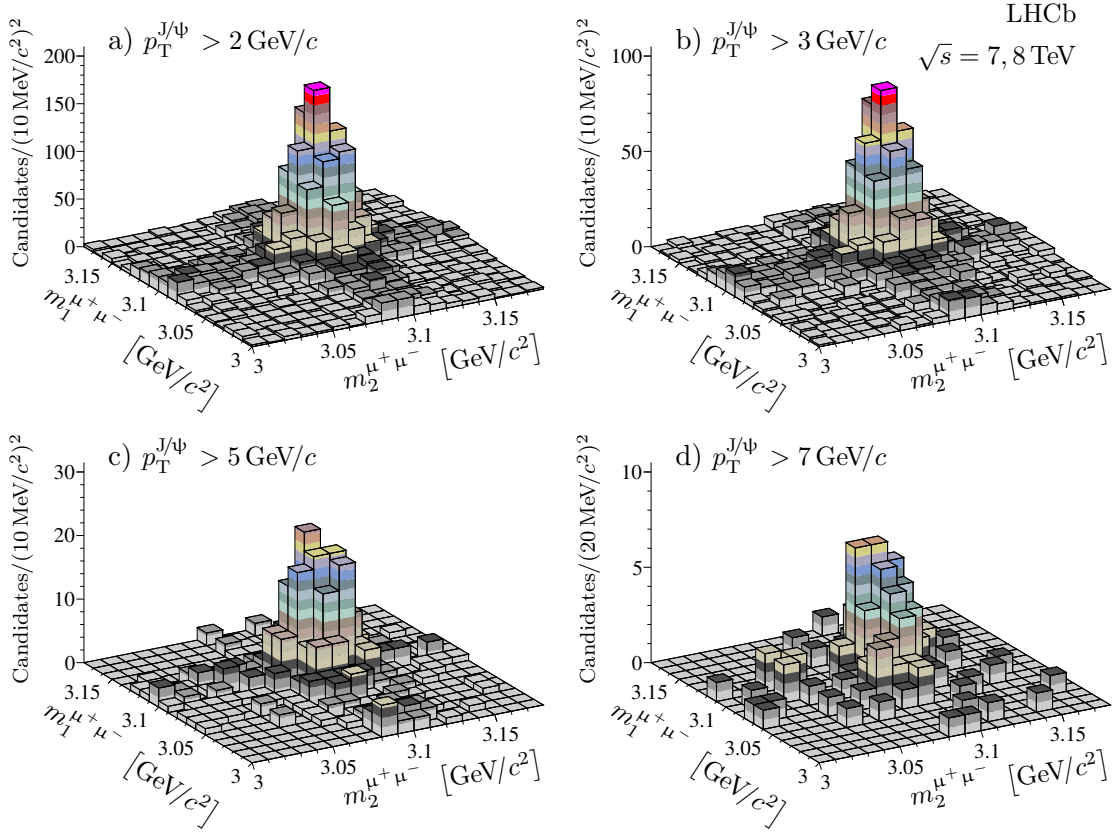 LHCb
√s = 7, 8 TeV
a) p_T^{J/ψ} > 2 GeV/c
Candidates/(10 MeV/c²)²
200
150
100
50
0
3.15
3.1
3.05
3
m_1^{μ⁺μ⁻} [GeV/c²]
3
3.05
3.1
3.15
m_2^{μ⁺μ⁻} [GeV/c²]
b) p_T^{J/ψ} > 3 GeV/c
Candidates/(10 MeV/c²)²
100
50
0
3.15
3.1
3.05
3
m_1^{μ⁺μ⁻} [GeV/c²]
3
3.05
3.1
3.15
m_2^{μ⁺μ⁻} [GeV/c²]
c) p_T^{J/ψ} > 5 GeV/c
Candidates/(10 MeV/c²)²
30
20
10
0
3.15
3.1
3.05
3
m_1^{μ⁺μ⁻} [GeV/c²]
3
3.05
3.1
3.15
m_2^{μ⁺μ⁻} [GeV/c²]
d) p_T^{J/ψ} > 7 GeV/c
Candidates/(20 MeV/c²)²
10
5
0
3.15
3.1
3.05
3
m_1^{μ⁺μ⁻} [GeV/c²]
3
3.05
3.1
3.15
m_2^{μ⁺μ⁻} [GeV/c²]